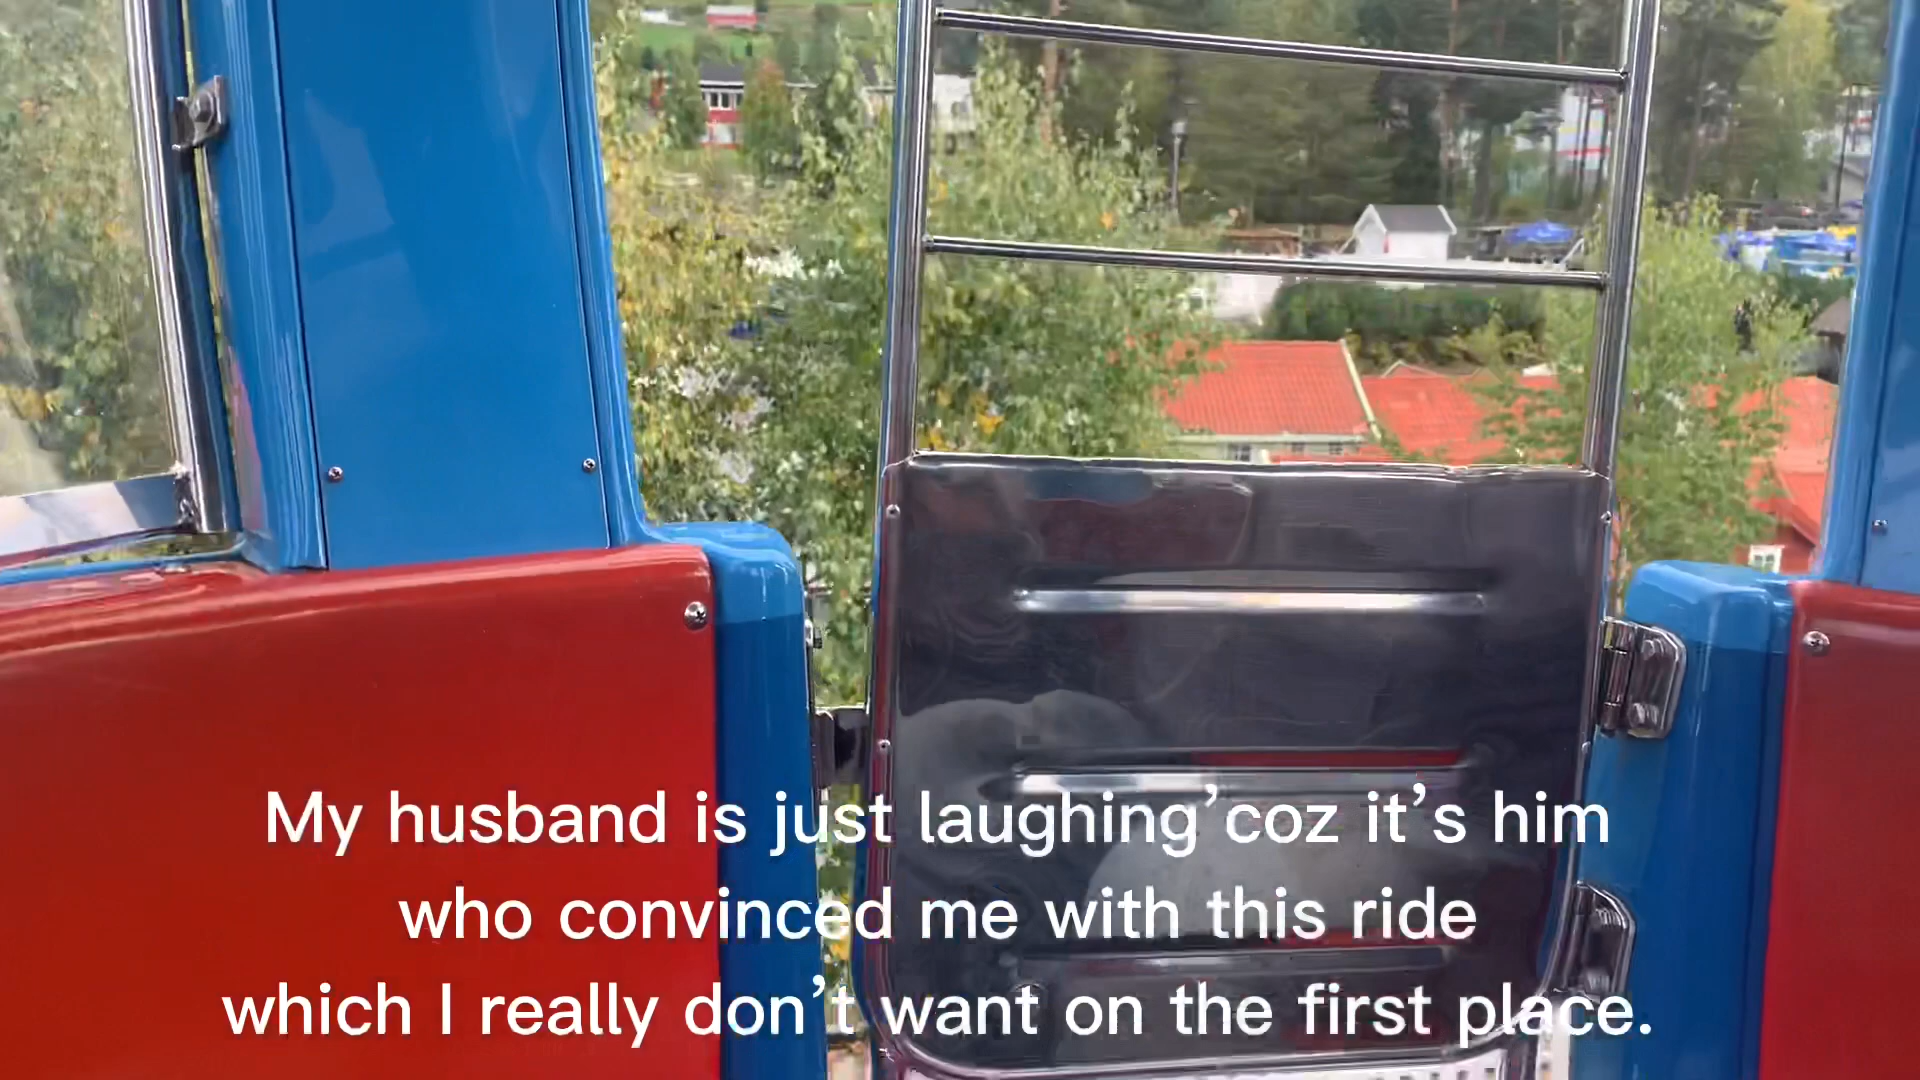 My husband is just laughing’coz it’s him
who convinced me with this ride
which I really don’t want on the first place.